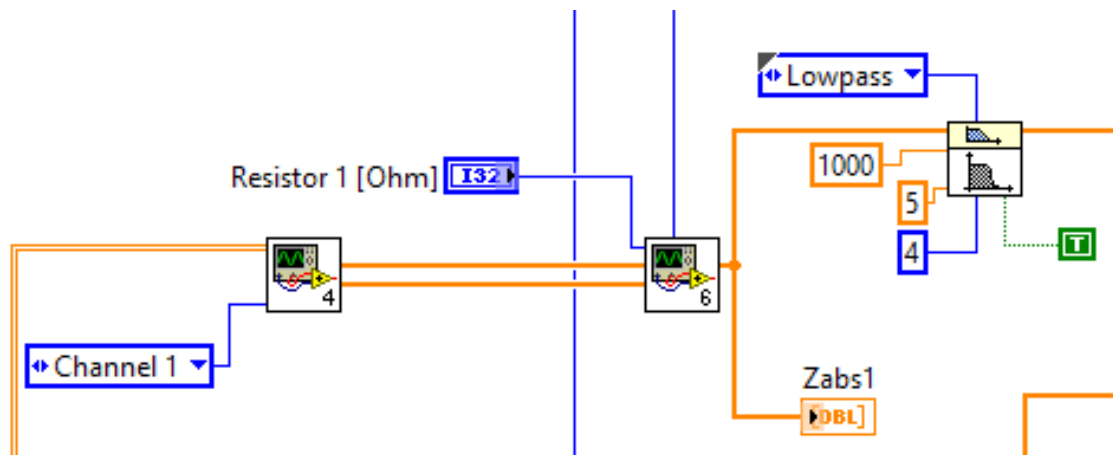 Lowpass
1000
Resistor 1 [Ohm] I32
5
4
T
4
6
Channel 1
Zabs1
[DBL]